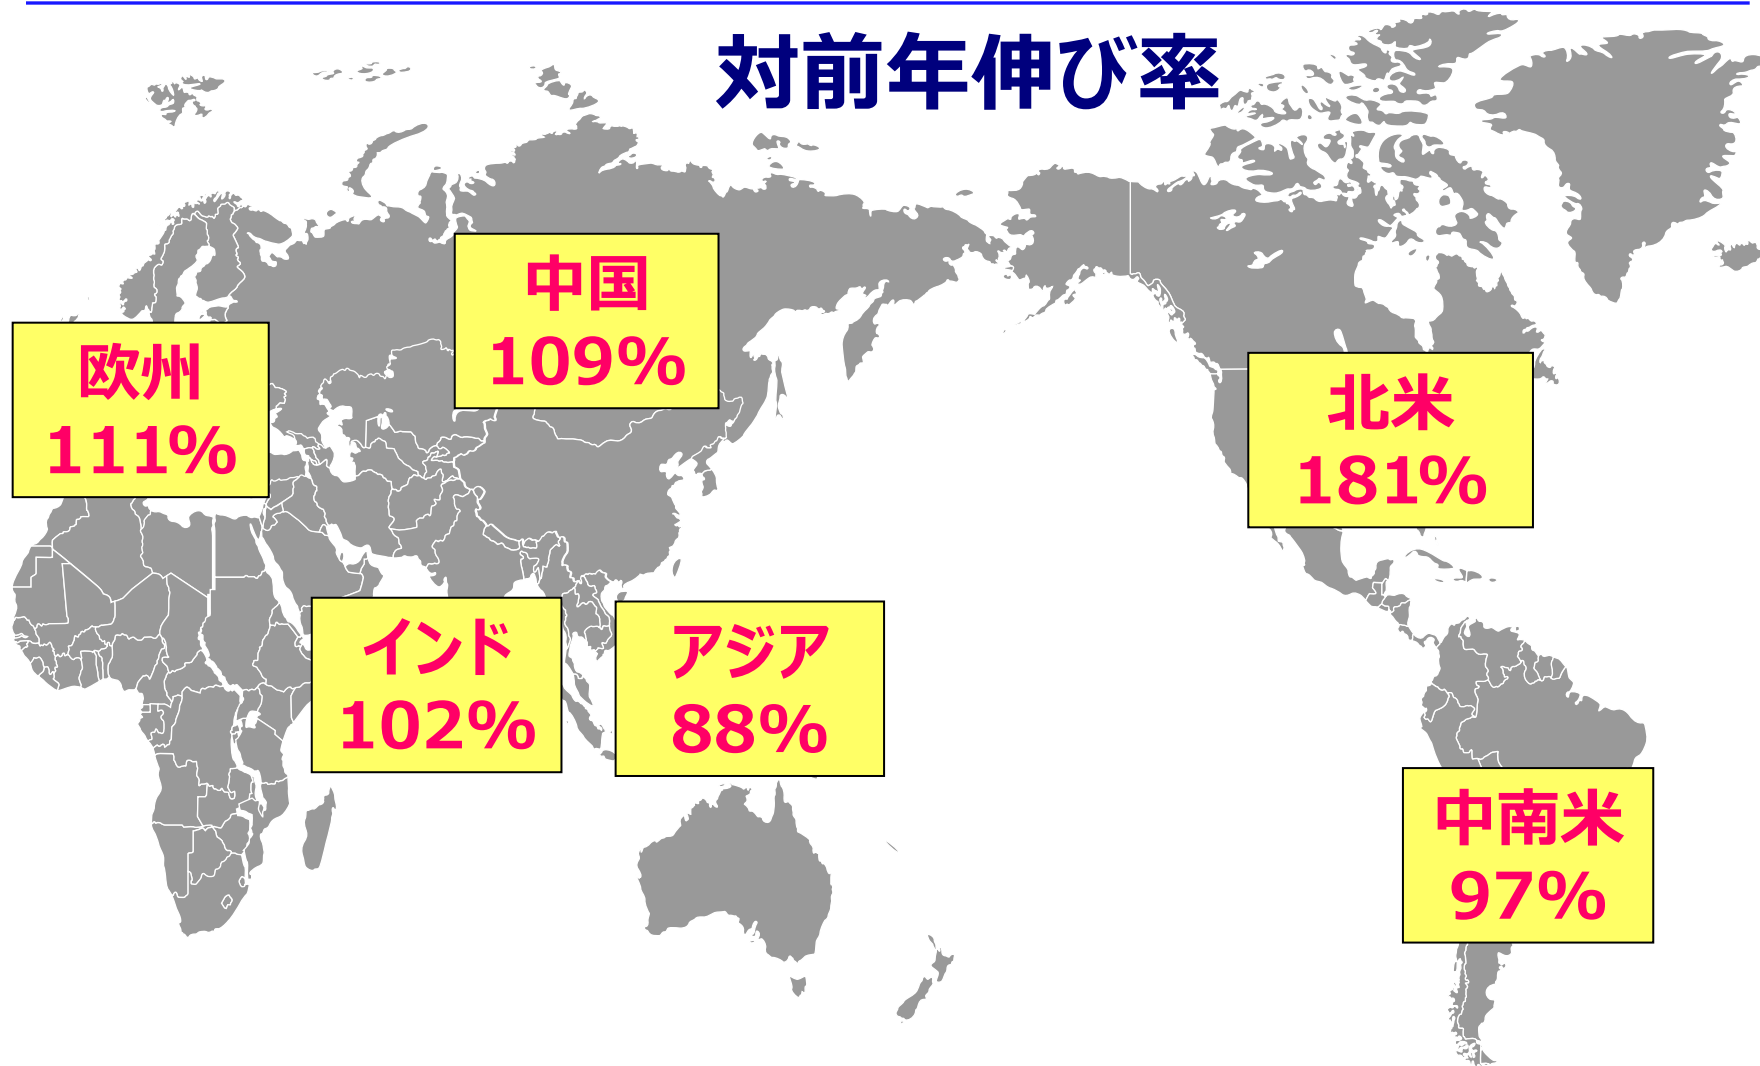 対前年伸び率
中国
109%
欧州
111%
北米
181%
インド
102%
アジア
88%
中南米
97%